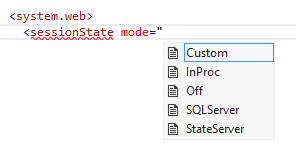 <system.web>
<sessionState mode="
Custom
InProc
Off
SQLServer
StateServer